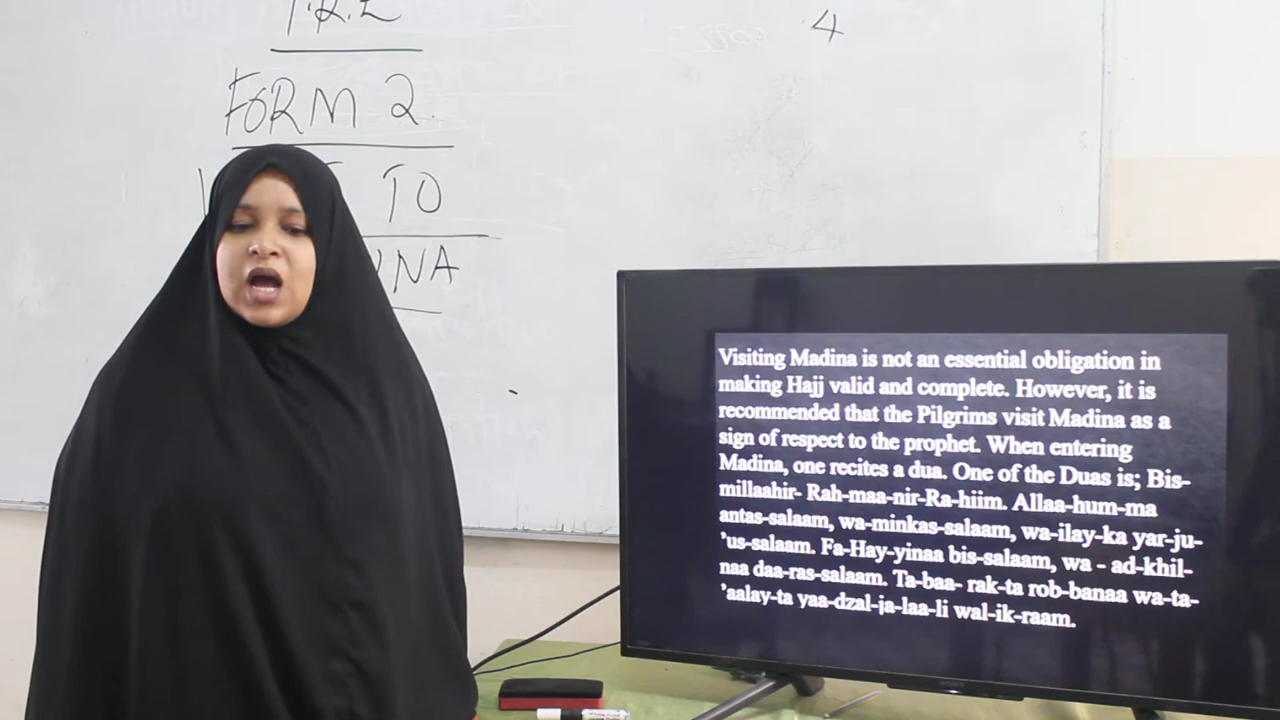 I.R.E
FORM 2.
TO
4
Visiting Madina is not an essential obligation in
making Hajj valid and complete. However, it is
recommended that the Pilgrims visit Madina as a
sign of respect to the prophet. When entering
Madina, one recites a dua. One of the Duas is; Bis-
millaahir- Rah-maa-nir-Ra-hiim. Allaa-hum-ma
antas-salaam, wa-minkas-salaam, wa-ilay-ka yar-ju-
’us-salaam. Fa-Hay-yinaa bis-salaam, wa - ad-khil-
naa daa-ras-salaam. Ta-baa- rak-ta rob-banaa wa-ta-
’aalay-ta yaa-dzal-ja-laa-li wal-ik-raam.
SONY